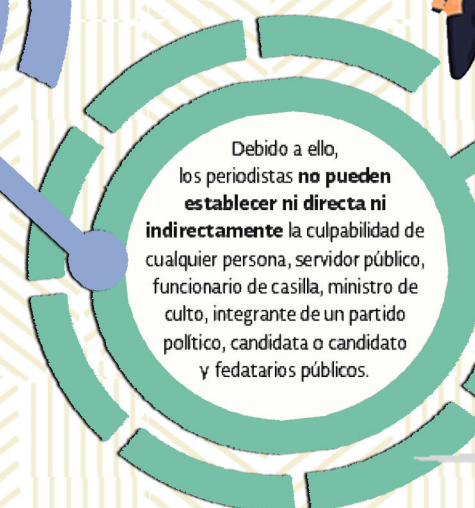 Debido a ello,
los periodistas no pueden
establecer ni directa ni
indirectamente la culpabilidad de
cualquier persona, servidor público,
funcionario de casilla, ministro de
culto, integrante de un partido
político, candidata o candidato
y fedatarios públicos.